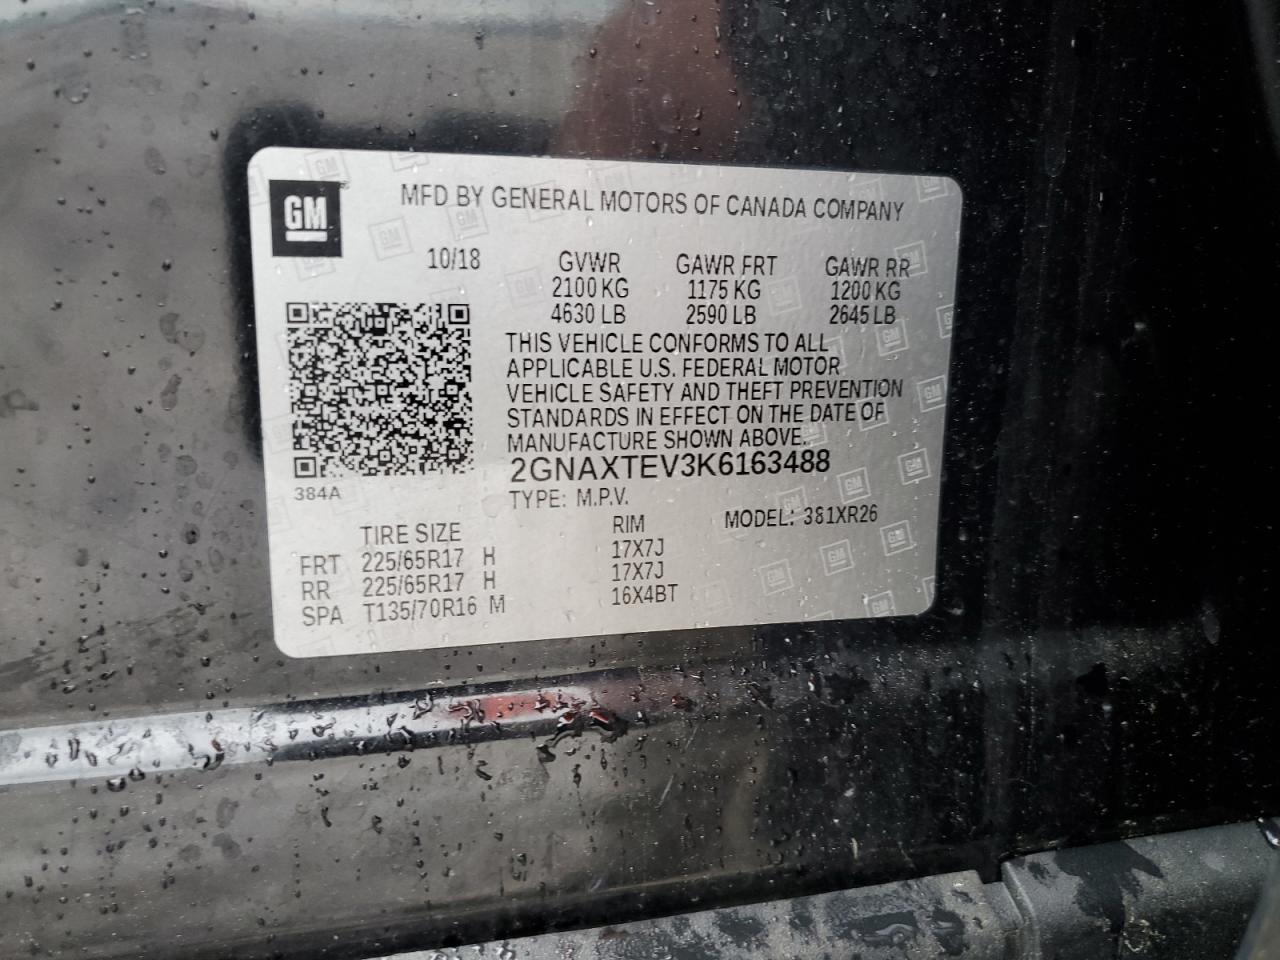 GM
MFD BY GENERAL MOTORS OF CANADA COMPANY
10/18 GVWR GAWR FRT GAWR RR
2100 KG 1175 KG 1200 KG
4630 LB 2590 LB 2645 LB
THIS VEHICLE CONFORMS TO ALL
APPLICABLE U.S. FEDERAL MOTOR
VEHICLE SAFETY AND THEFT PREVENTION
STANDARDS IN EFFECT ON THE DATE OF
MANUFACTURE SHOWN ABOVE.
2GNAXTEV3K6163488
384A
TYPE: M.P.V.
TIRE SIZE RIM MODEL: 381XR26
FRT 225/65R17 H 17X7J
RR 225/65R17 H 17X7J
SPA T135/70R16 M 16X4BT